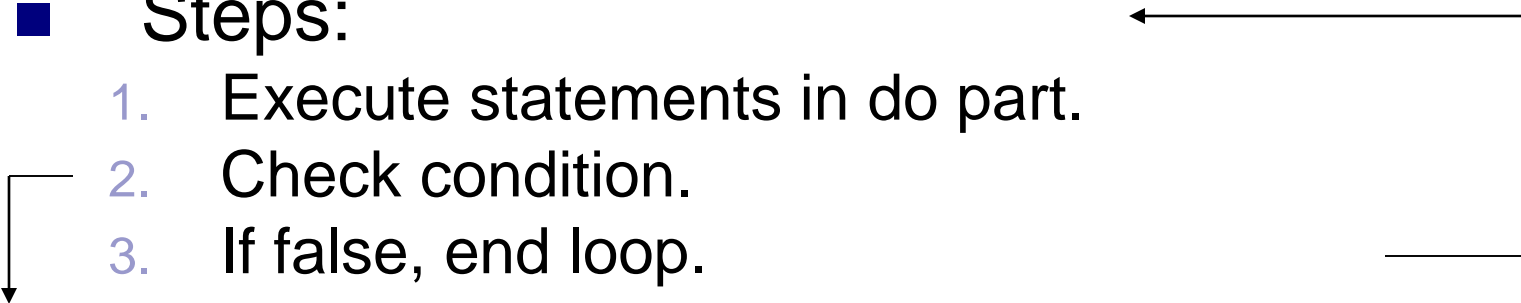 Steps:
1. Execute statements in do part.
2. Check condition.
3. If false, end loop.